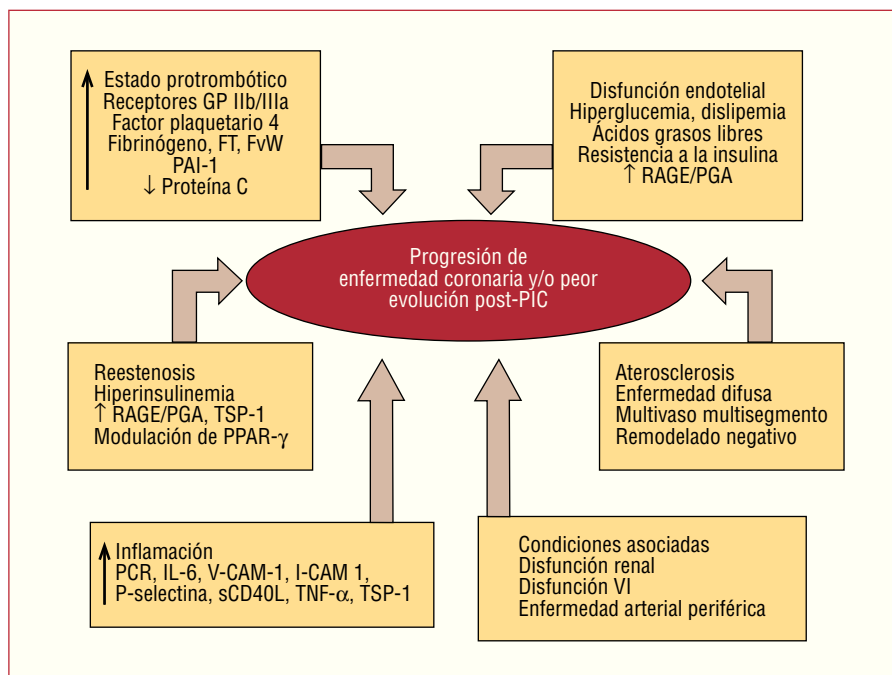 ↑ Estado protrombótico
Receptores GP IIb/IIIa
Factor plaquetario 4
Fibrinógeno, FT, FvW
PAI-1
↓ Proteína C
Disfunción endotelial
Hiperglucemia, dislipemia
Ácidos grasos libres
Resistencia a la insulina
↑ RAGE/PGA
Progresión de
enfermedad coronaria y/o peor
evolución post-PIC
Reestenosis
Hiperinsulinemia
↑ RAGE/PGA, TSP-1
Modulación de PPAR-γ
Aterosclerosis
Enfermedad difusa
Multivaso multisegmento
Remodelado negativo
↑ Inflamación
PCR, IL-6, V-CAM-1, I-CAM 1,
P-selectina, sCD40L, TNF-α, TSP-1
Condiciones asociadas
Disfunción renal
Disfunción VI
Enfermedad arterial periférica